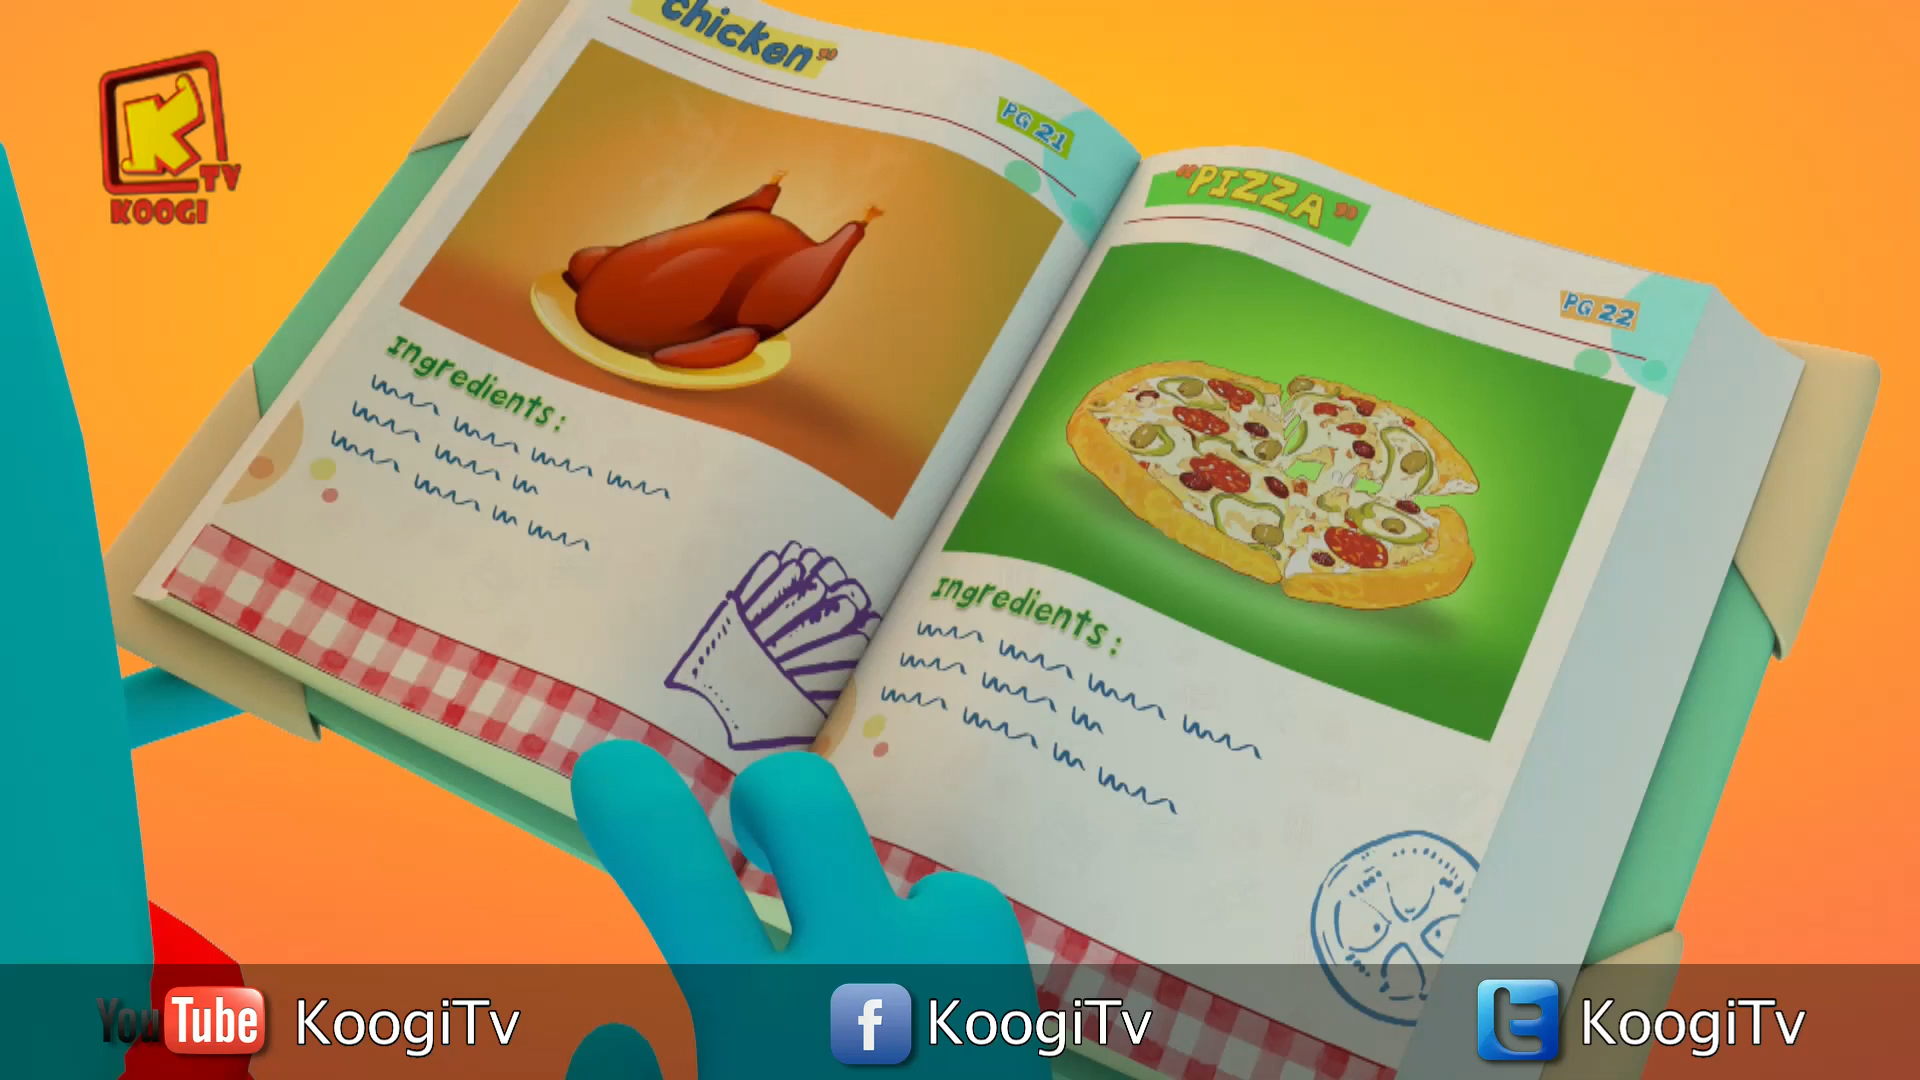 K TV
KOOGI
chicken"
PG 21
Ingredients:
"PIZZA"
PG 22
Ingredients:
YouTube KoogiTv
f KoogiTv
t KoogiTv